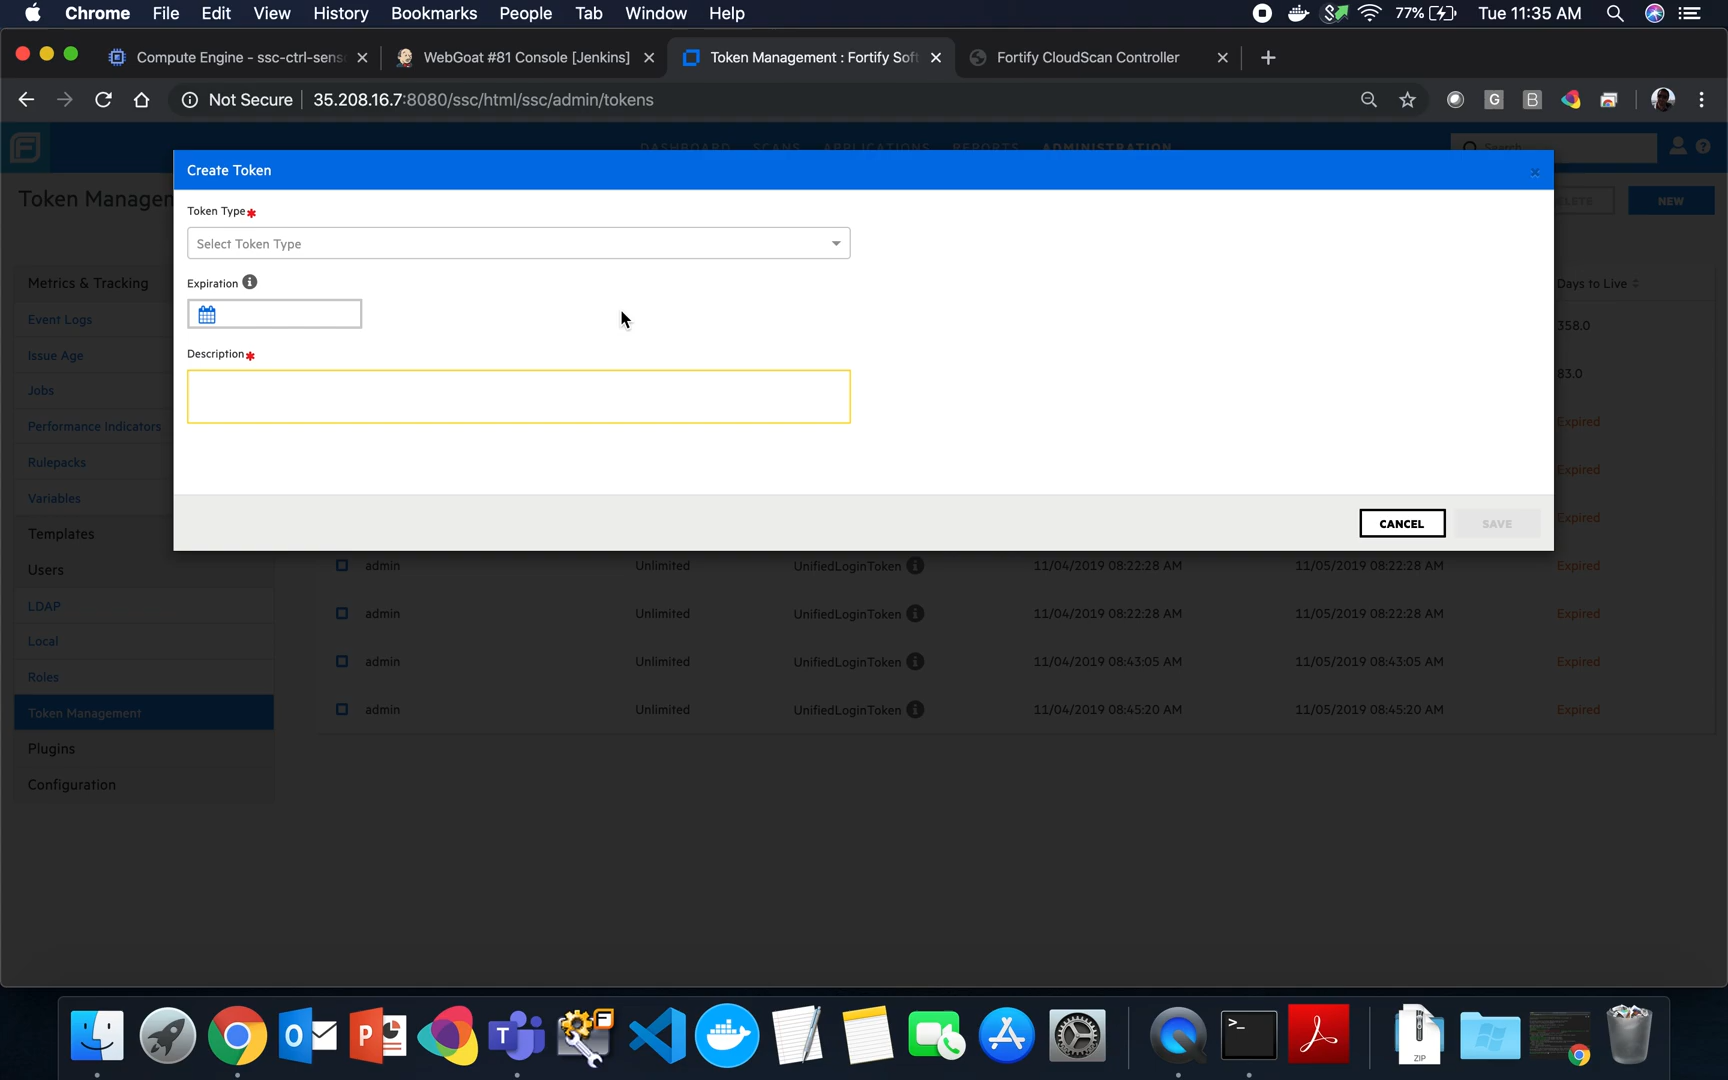 Chrome File Edit View History Bookmarks People Tab Window Help 77% Tue 11:35 AM
Compute Engine - ssc-ctrl-sens
WebGoat #81 Console [Jenkins]
Token Management : Fortify Soft
Fortify CloudScan Controller
Not Secure 35.208.16.7:8080/ssc/html/ssc/admin/tokens
DASHBOARD SCANS APPLICATIONS REPORTS ADMINISTRATION
Search
Create Token
Token Managem
NEW
Token Type*
Select Token Type
Metrics & Tracking
Expiration
Days to Live
Event Logs
358.0
Issue Age
Description*
83.0
Jobs
Performance Indicators
Expired
Rulepacks
Expired
Variables
Expired
CANCEL SAVE
Templates
Users
admin Unlimited UnifiedLoginToken 11/04/2019 08:22:28 AM 11/05/2019 08:22:28 AM Expired
LDAP
admin Unlimited UnifiedLoginToken 11/04/2019 08:22:28 AM 11/05/2019 08:22:28 AM Expired
Local
admin Unlimited UnifiedLoginToken 11/04/2019 08:43:05 AM 11/05/2019 08:43:05 AM Expired
Roles
Token Management
admin Unlimited UnifiedLoginToken 11/04/2019 08:45:20 AM 11/05/2019 08:45:20 AM Expired
Plugins
Configuration
ZIP